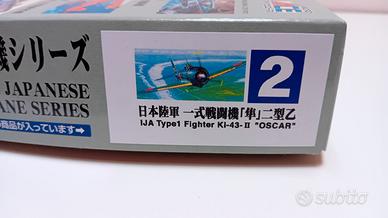 機シリーズ
JAPANESE
ANE SERIES
商品が入っています➡
2
日本陸軍 一式戦闘機「隼」二型乙
IJA Type1 Fighter Ki-43-II "OSCAR"
subito